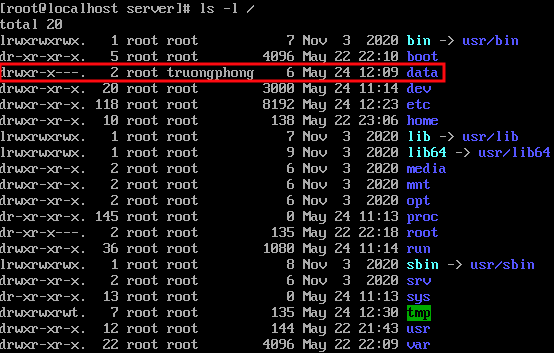 [root@localhost server]# ls -l /
total 20
lrwxrwxrwx.   1 root root           7 Nov  3  2020 bin -> usr/bin
dr-xr-xr-x.   5 root root        4096 May 22 22:10 boot
drwxr-x---.   2 root truongphong    6 May 24 12:09 data
drwxr-xr-x.  20 root root        3000 May 24 11:14 dev
drwxr-xr-x. 118 root root        8192 May 24 12:23 etc
drwxr-xr-x.  10 root root         138 May 22 23:06 home
lrwxrwxrwx.   1 root root           7 Nov  3  2020 lib -> usr/lib
lrwxrwxrwx.   1 root root           9 Nov  3  2020 lib64 -> usr/lib64
drwxr-xr-x.   2 root root           6 Nov  3  2020 media
drwxr-xr-x.   2 root root           6 Nov  3  2020 mnt
drwxr-xr-x.   2 root root           6 Nov  3  2020 opt
dr-xr-xr-x. 145 root root           0 May 24 11:13 proc
dr-xr-x---.   2 root root         135 May 22 22:18 root
drwxr-xr-x.  36 root root        1080 May 24 11:14 run
lrwxrwxrwx.   1 root root           8 Nov  3  2020 sbin -> usr/sbin
drwxr-xr-x.   2 root root           6 Nov  3  2020 srv
dr-xr-xr-x.  13 root root           0 May 24 11:13 sys
drwxrwxrwt.   7 root root         135 May 24 12:30 tmp
drwxr-xr-x.  12 root root         144 May 22 21:43 usr
drwxr-xr-x.  22 root root        4096 May 22 22:09 var